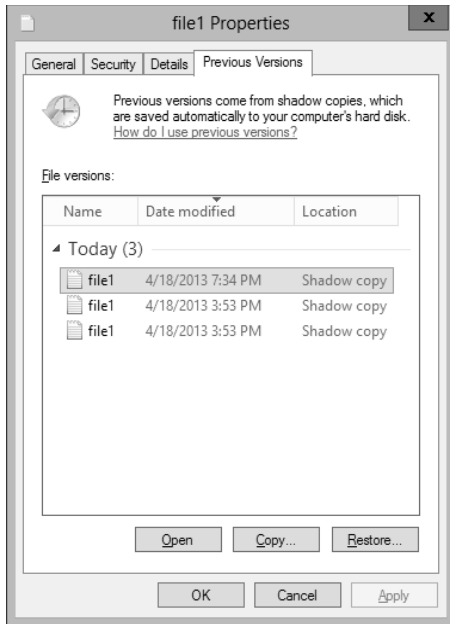 file1 Properties
x
General Security Details Previous Versions
Previous versions come from shadow copies, which
are saved automatically to your computer's hard disk.
How do I use previous versions?
File versions:
Name Date modified Location
Today (3)
file1 4/18/2013 7:34 PM Shadow copy
file1 4/18/2013 3:53 PM Shadow copy
file1 4/18/2013 3:53 PM Shadow copy
Open Copy... Restore...
OK Cancel Apply